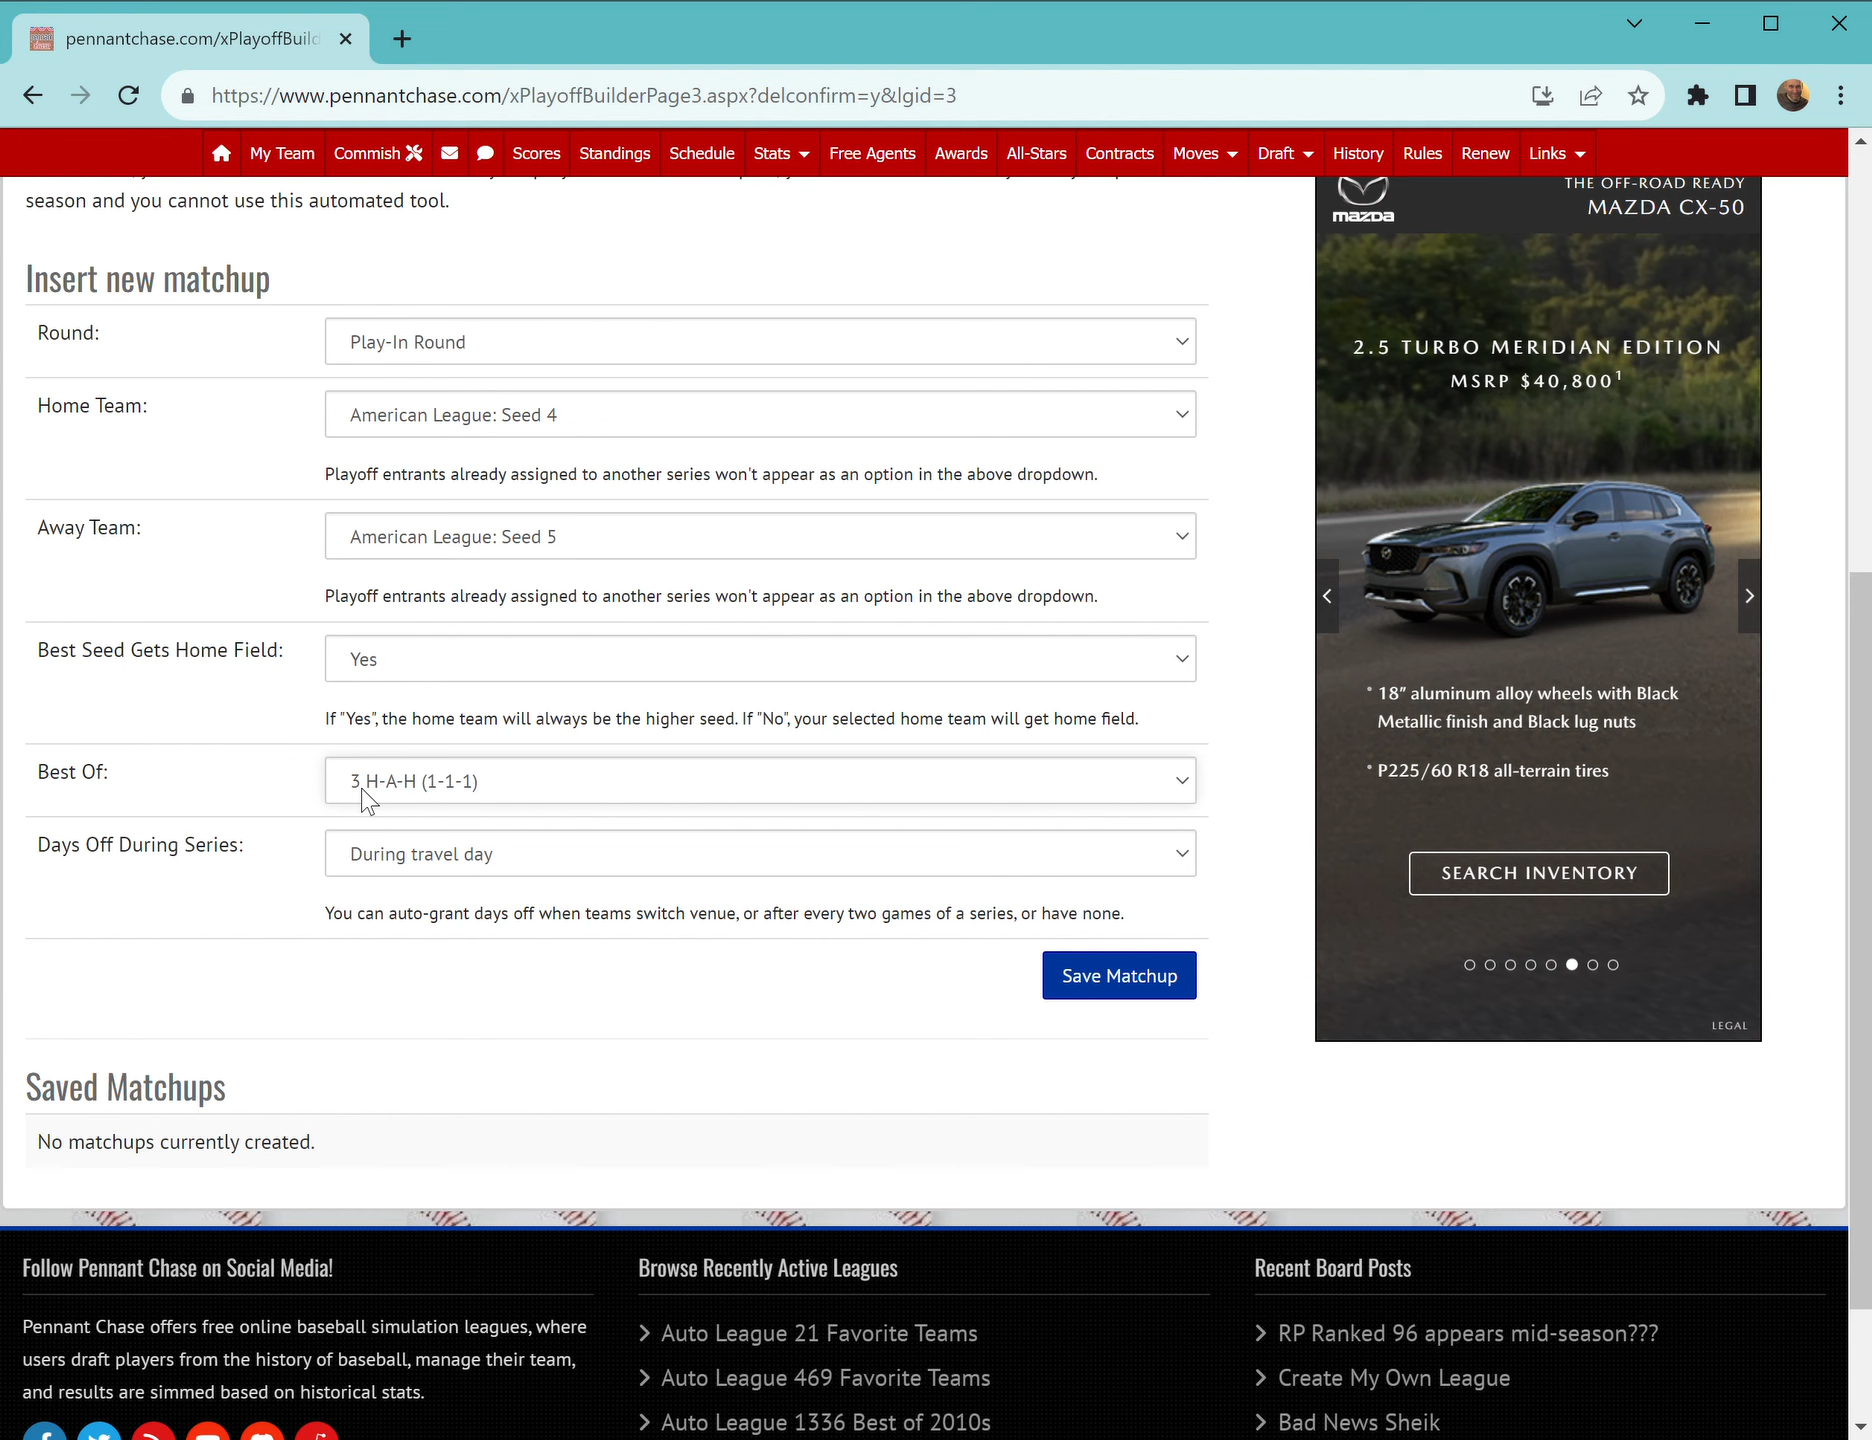 pennantchase.com/xPlayoffBuild
https://www.pennantchase.com/xPlayoffBuilderPage3.aspx?delconfirm=y&lgid=3
My Team Commish Scores Standings Schedule Stats Free Agents Awards All-Stars Contracts Moves Draft History Rules Renew Links
season and you cannot use this automated tool.
Insert new matchup
Round:
Play-In Round
Home Team:
American League: Seed 4
Playoff entrants already assigned to another series won't appear as an option in the above dropdown.
Away Team:
American League: Seed 5
Playoff entrants already assigned to another series won't appear as an option in the above dropdown.
Best Seed Gets Home Field:
Yes
If "Yes", the home team will always be the higher seed. If "No", your selected home team will get home field.
Best Of:
3 H-A-H (1-1-1)
Days Off During Series:
During travel day
You can auto-grant days off when teams switch venue, or after every two games of a series, or have none.
Save Matchup
Saved Matchups
No matchups currently created.
mazda
THE OFF-ROAD READY
MAZDA CX-50
2.5 TURBO MERIDIAN EDITION
MSRP $40,800¹
* 18" aluminum alloy wheels with Black
Metallic finish and Black lug nuts
* P225/60 R18 all-terrain tires
SEARCH INVENTORY
LEGAL
Follow Pennant Chase on Social Media!
Pennant Chase offers free online baseball simulation leagues, where
users draft players from the history of baseball, manage their team,
and results are simmed based on historical stats.
Browse Recently Active Leagues
Auto League 21 Favorite Teams
Auto League 469 Favorite Teams
Auto League 1336 Best of 2010s
Recent Board Posts
RP Ranked 96 appears mid-season???
Create My Own League
Bad News Sheik